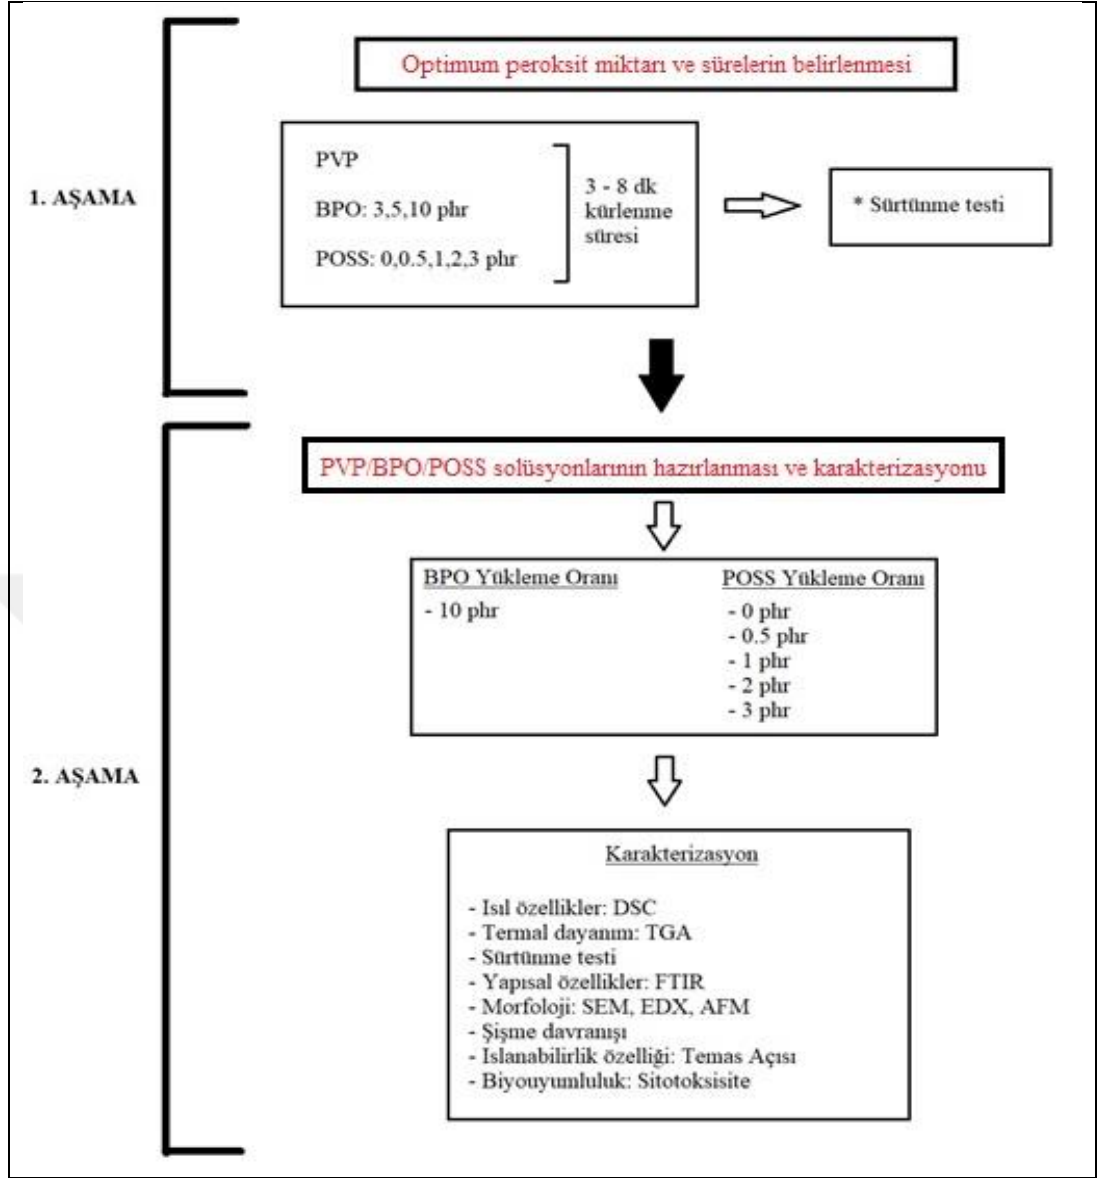 Optimum peroksit miktarı ve sürelerin belirlenmesi
1. AŞAMA
PVP
BPO: 3,5,10 phr
POSS: 0,0.5,1,2,3 phr
3 - 8 dk
kürlenme
süresi
* Sürtünme testi
2. AŞAMA
PVP/BPO/POSS solüsyonlarının hazırlanması ve karakterizasyonu
BPO Yükleme Oranı
- 10 phr
POSS Yükleme Oranı
- 0 phr
- 0.5 phr
- 1 phr
- 2 phr
- 3 phr
Karakterizasyon
- Isıl özellikler: DSC
- Termal dayanım: TGA
- Sürtünme testi
- Yapısal özellikler: FTIR
- Morfoloji: SEM, EDX, AFM
- Şişme davranışı
- Islanabilirlik özelliği: Temas Açısı
- Biyouyumluluk: Sitotoksisite